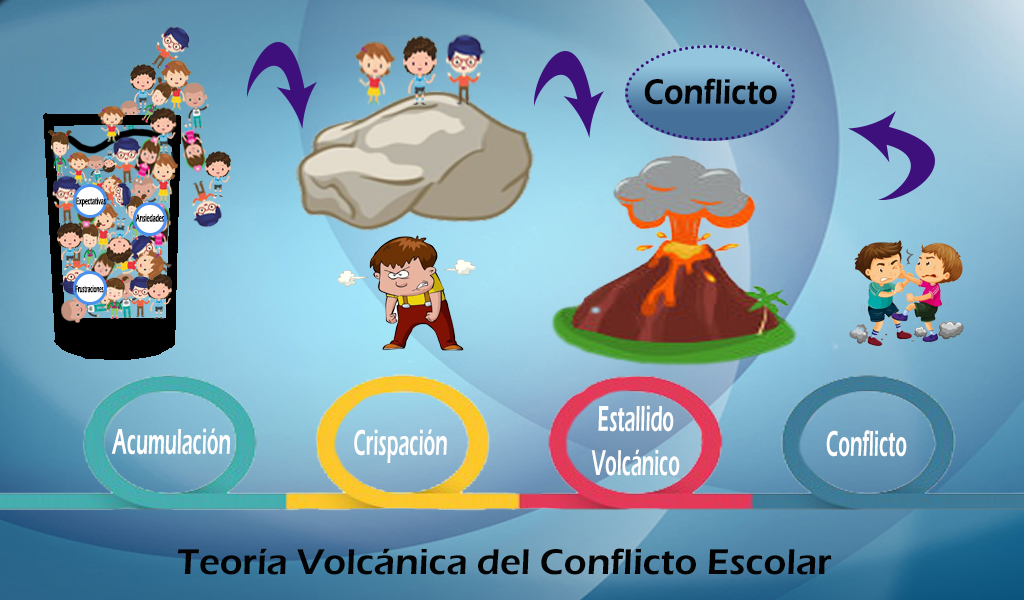 Conflicto
Expectativas
Ansiedades
Frustraciones
Acumulación
Crispación
Estallido
Volcánico
Conflicto
Teoría Volcánica del Conflicto Escolar